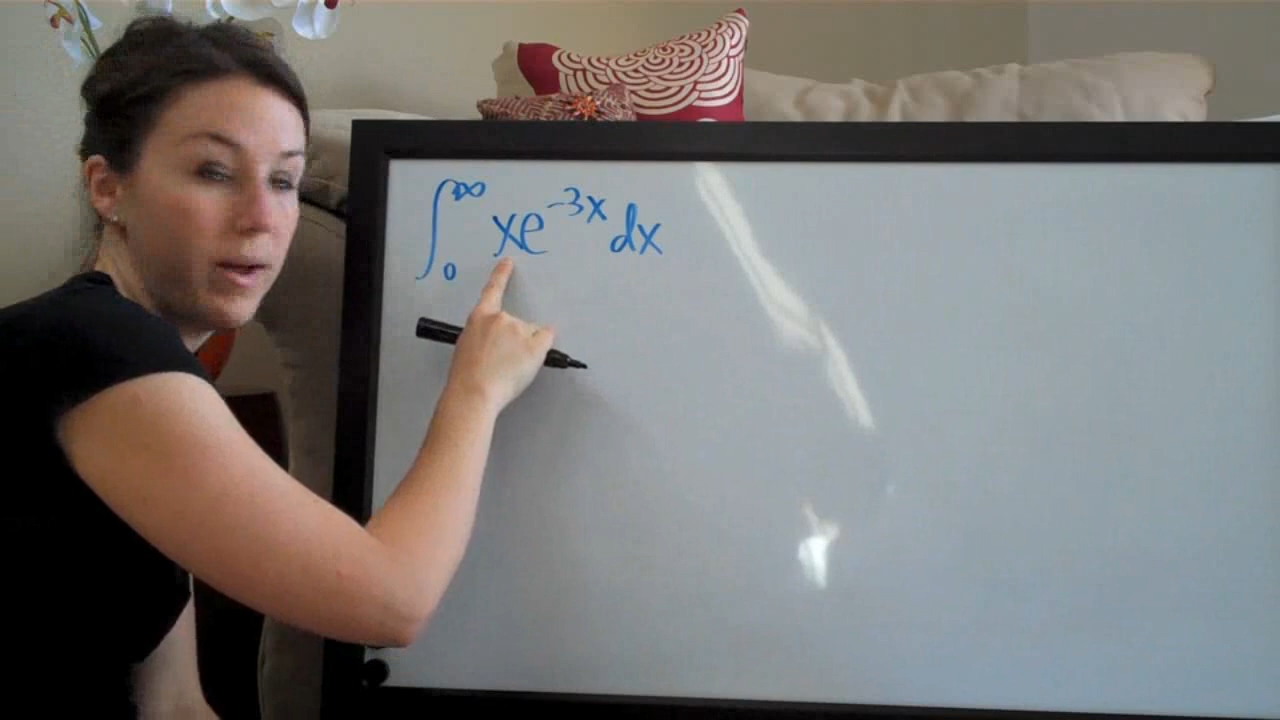 ∫₀^∞ xe^{-3x} dx